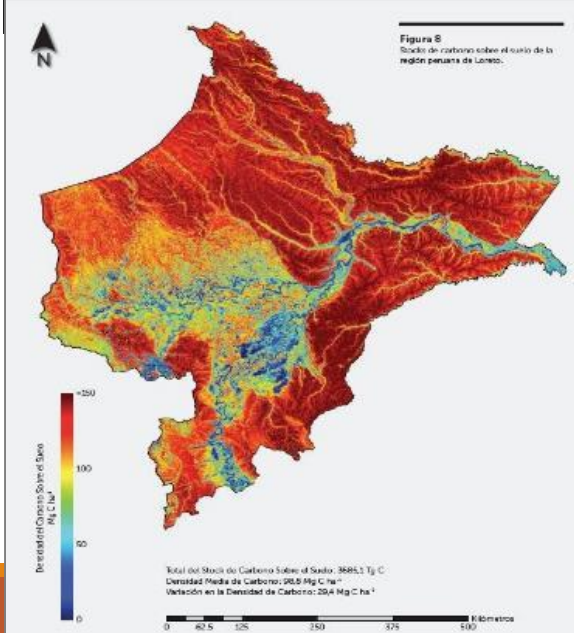 N
Figura 8
Stocks de carbono sobre el suelo de la
región peruana de Loreto.
Densidad del Carbono Sobre el Suelo
Mg C ha⁻¹
>150
100
50
0
Total del Stock de Carbono Sobre el Suelo: 3685,1 Tg C
Densidad Media de Carbono: 98,8 Mg C ha⁻¹
Variación en la Densidad de Carbono: 29,4 Mg C ha⁻¹
Kilómetros
0 62,5 125 250 375 500